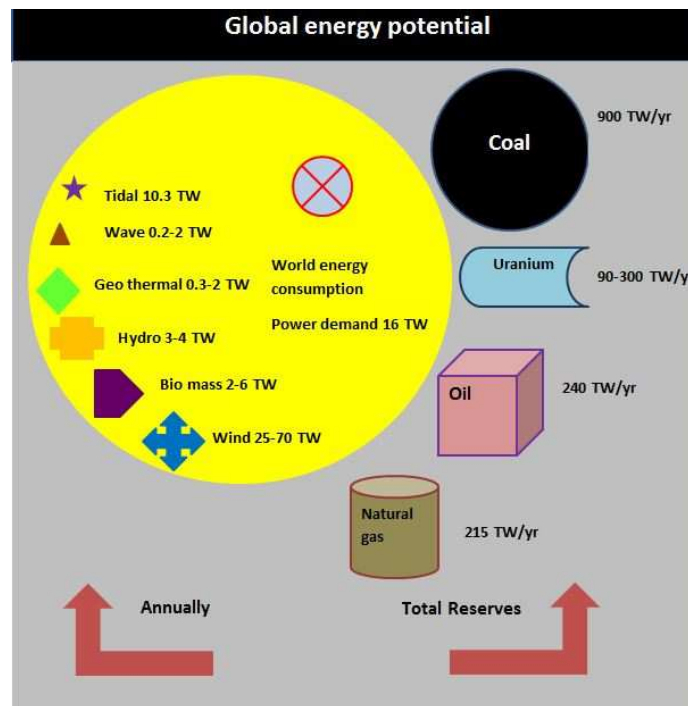 Global energy potential
Coal
900 TW/yr
Tidal 10.3 TW
Wave 0.2-2 TW
Geo thermal 0.3-2 TW
World energy
consumption
Uranium
90-300 TW/y
Hydro 3-4 TW
Power demand 16 TW
Bio mass 2-6 TW
Oil
240 TW/yr
Wind 25-70 TW
Natural
gas
215 TW/yr
Annually
Total Reserves